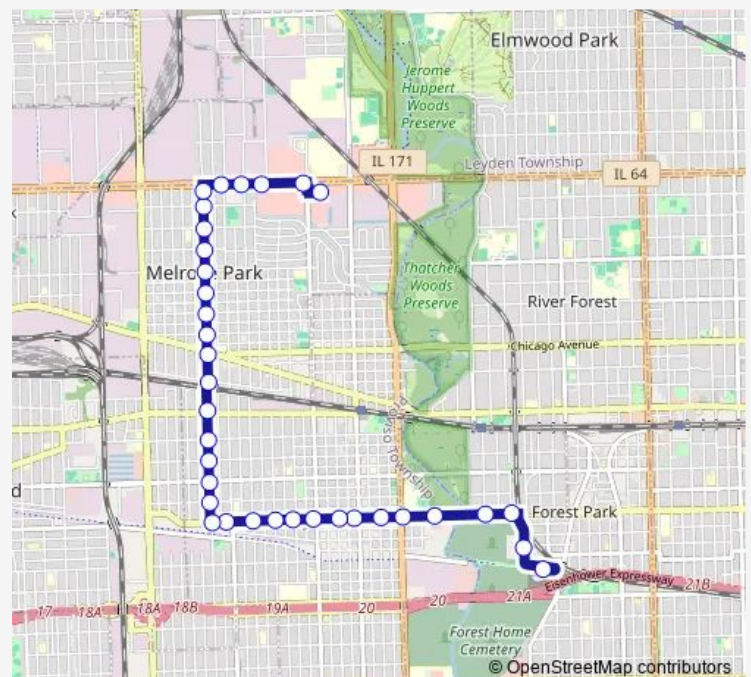 Elmwood Park
Jerome
Huppert
Woods
Preserve
IL 171
Leyden Township
IL 64
Melrose Park
Thatcher
Woods
Preserve
River Forest
Chicago Avenue
Proviso Township
d
Forest Park
Eisenhower Expressway
21B
17
18A
18A
18B
19A
20
20
21A
Forest Home
Cemetery
© OpenStreetMap contributors